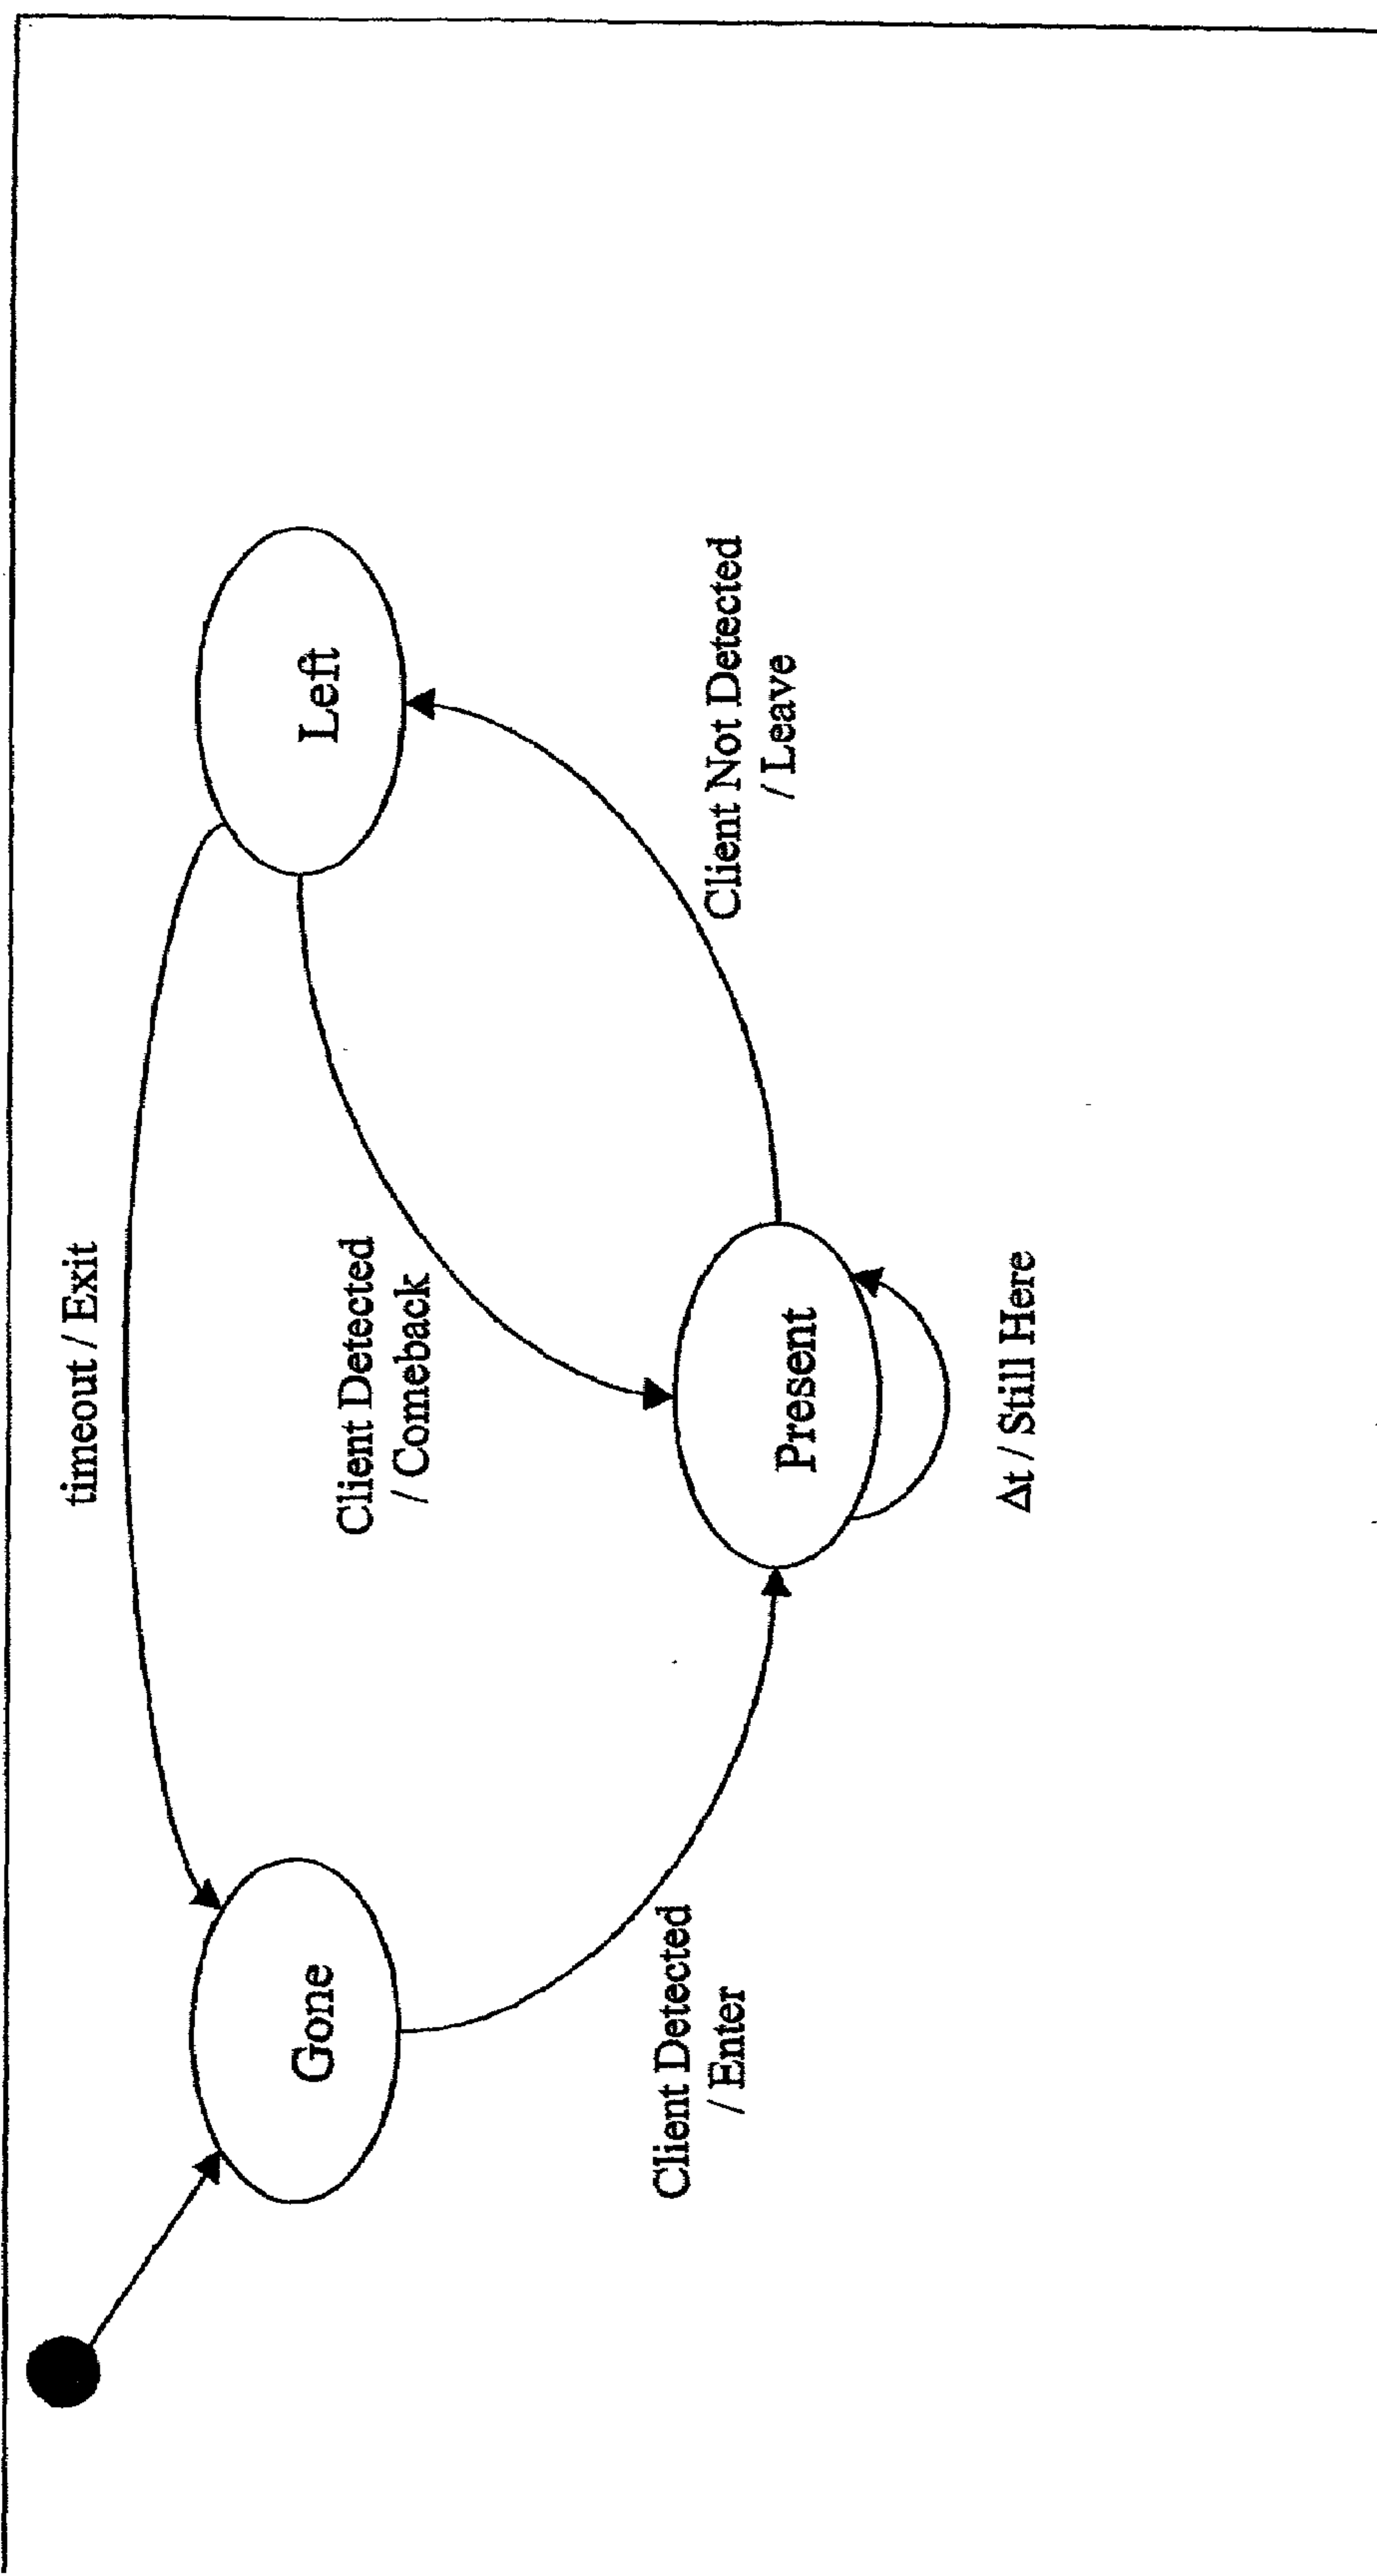 timeout / Exit
Client Detected
/ Comeback
Gone
Left
Client Detected
/ Enter
Present
Client Not Detected
/ Leave
Δt / Still Here